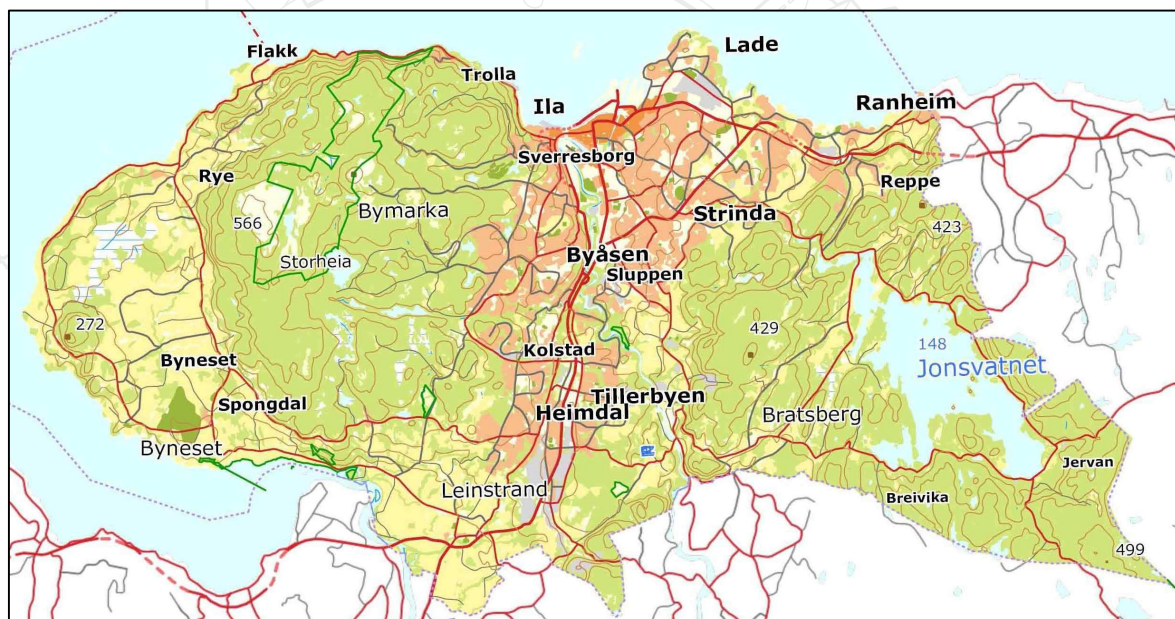 Flakk
Lade
Trolla
Ila
Ranheim
Sverresborg
Rye
Reppe
Bymarka
Strinda
566
423
Byåsen
Storheia
Sluppen
272
429
148
Kolstad
Jonsvatnet
Byneset
Tillerbyen
Spongdal
Heimdal
Bratsberg
Byneset
Jervan
Leinstrand
Breivika
499